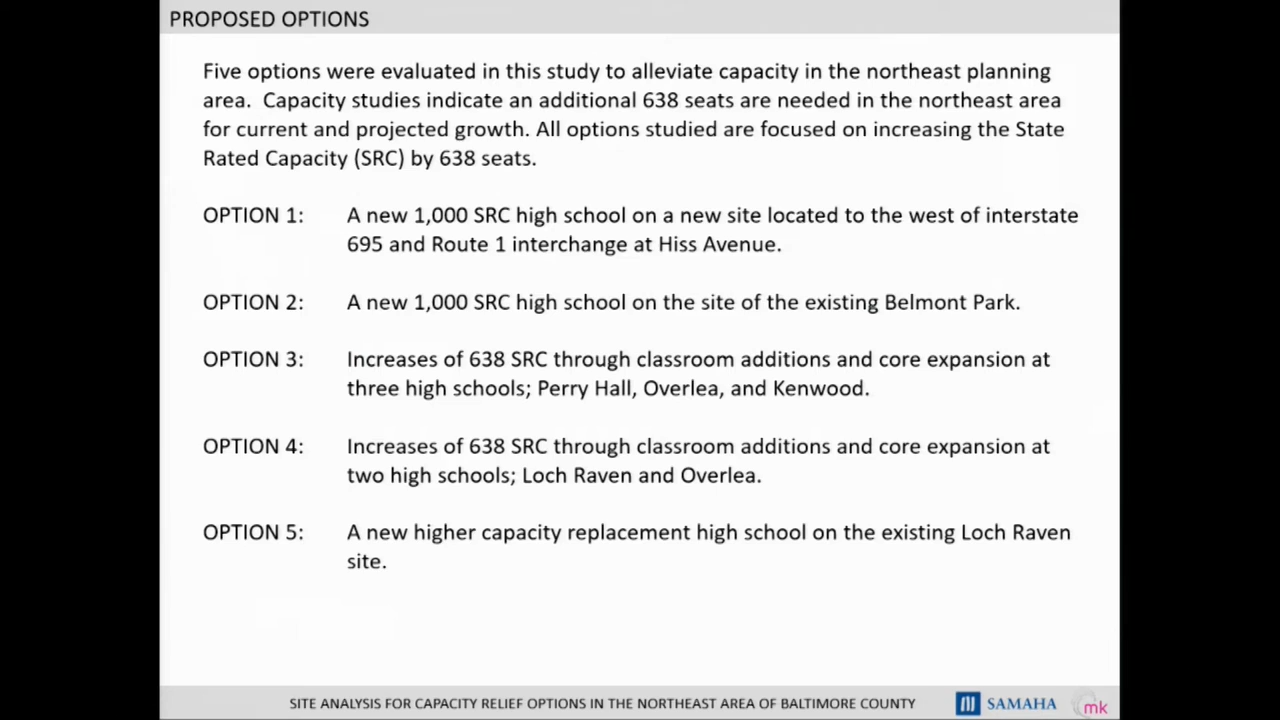 PROPOSED OPTIONS
Five options were evaluated in this study to alleviate capacity in the northeast planning
area. Capacity studies indicate an additional 638 seats are needed in the northeast area
for current and projected growth. All options studied are focused on increasing the State
Rated Capacity (SRC) by 638 seats.
OPTION 1: A new 1,000 SRC high school on a new site located to the west of interstate
695 and Route 1 interchange at Hiss Avenue.
OPTION 2: A new 1,000 SRC high school on the site of the existing Belmont Park.
OPTION 3: Increases of 638 SRC through classroom additions and core expansion at
three high schools; Perry Hall, Overlea, and Kenwood.
OPTION 4: Increases of 638 SRC through classroom additions and core expansion at
two high schools; Loch Raven and Overlea.
OPTION 5: A new higher capacity replacement high school on the existing Loch Raven
site.
SITE ANALYSIS FOR CAPACITY RELIEF OPTIONS IN THE NORTHEAST AREA OF BALTIMORE COUNTY SAMAHA mk